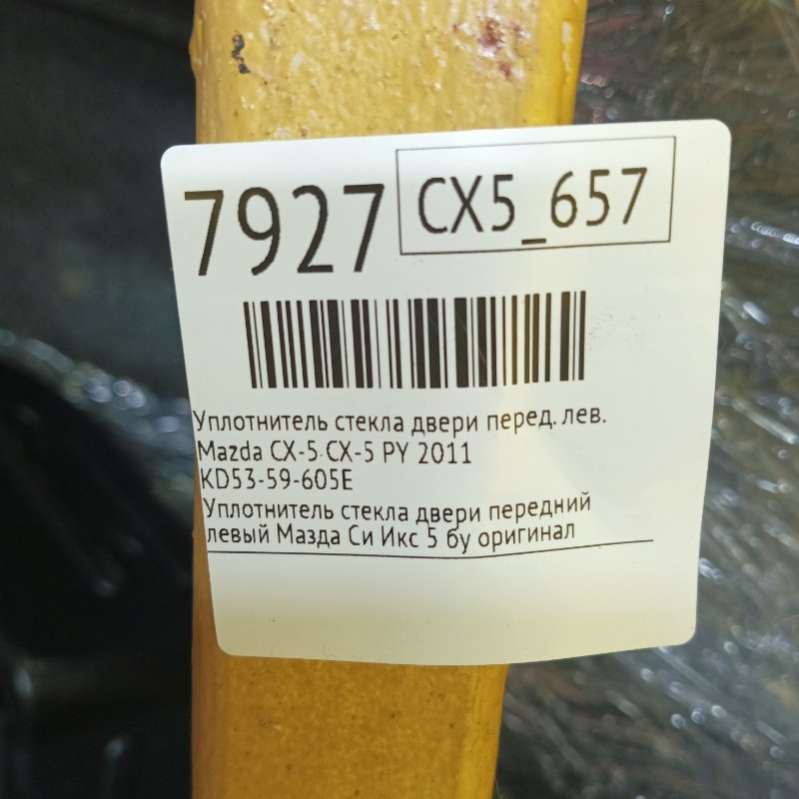 7927
CX5_657
Уплотнитель стекла двери перед. лев.
Mazda CX-5 CX-5 PY 2011
KD53-59-605E
Уплотнитель стекла двери передний
левый Мазда Си Икс 5 бу оригинал